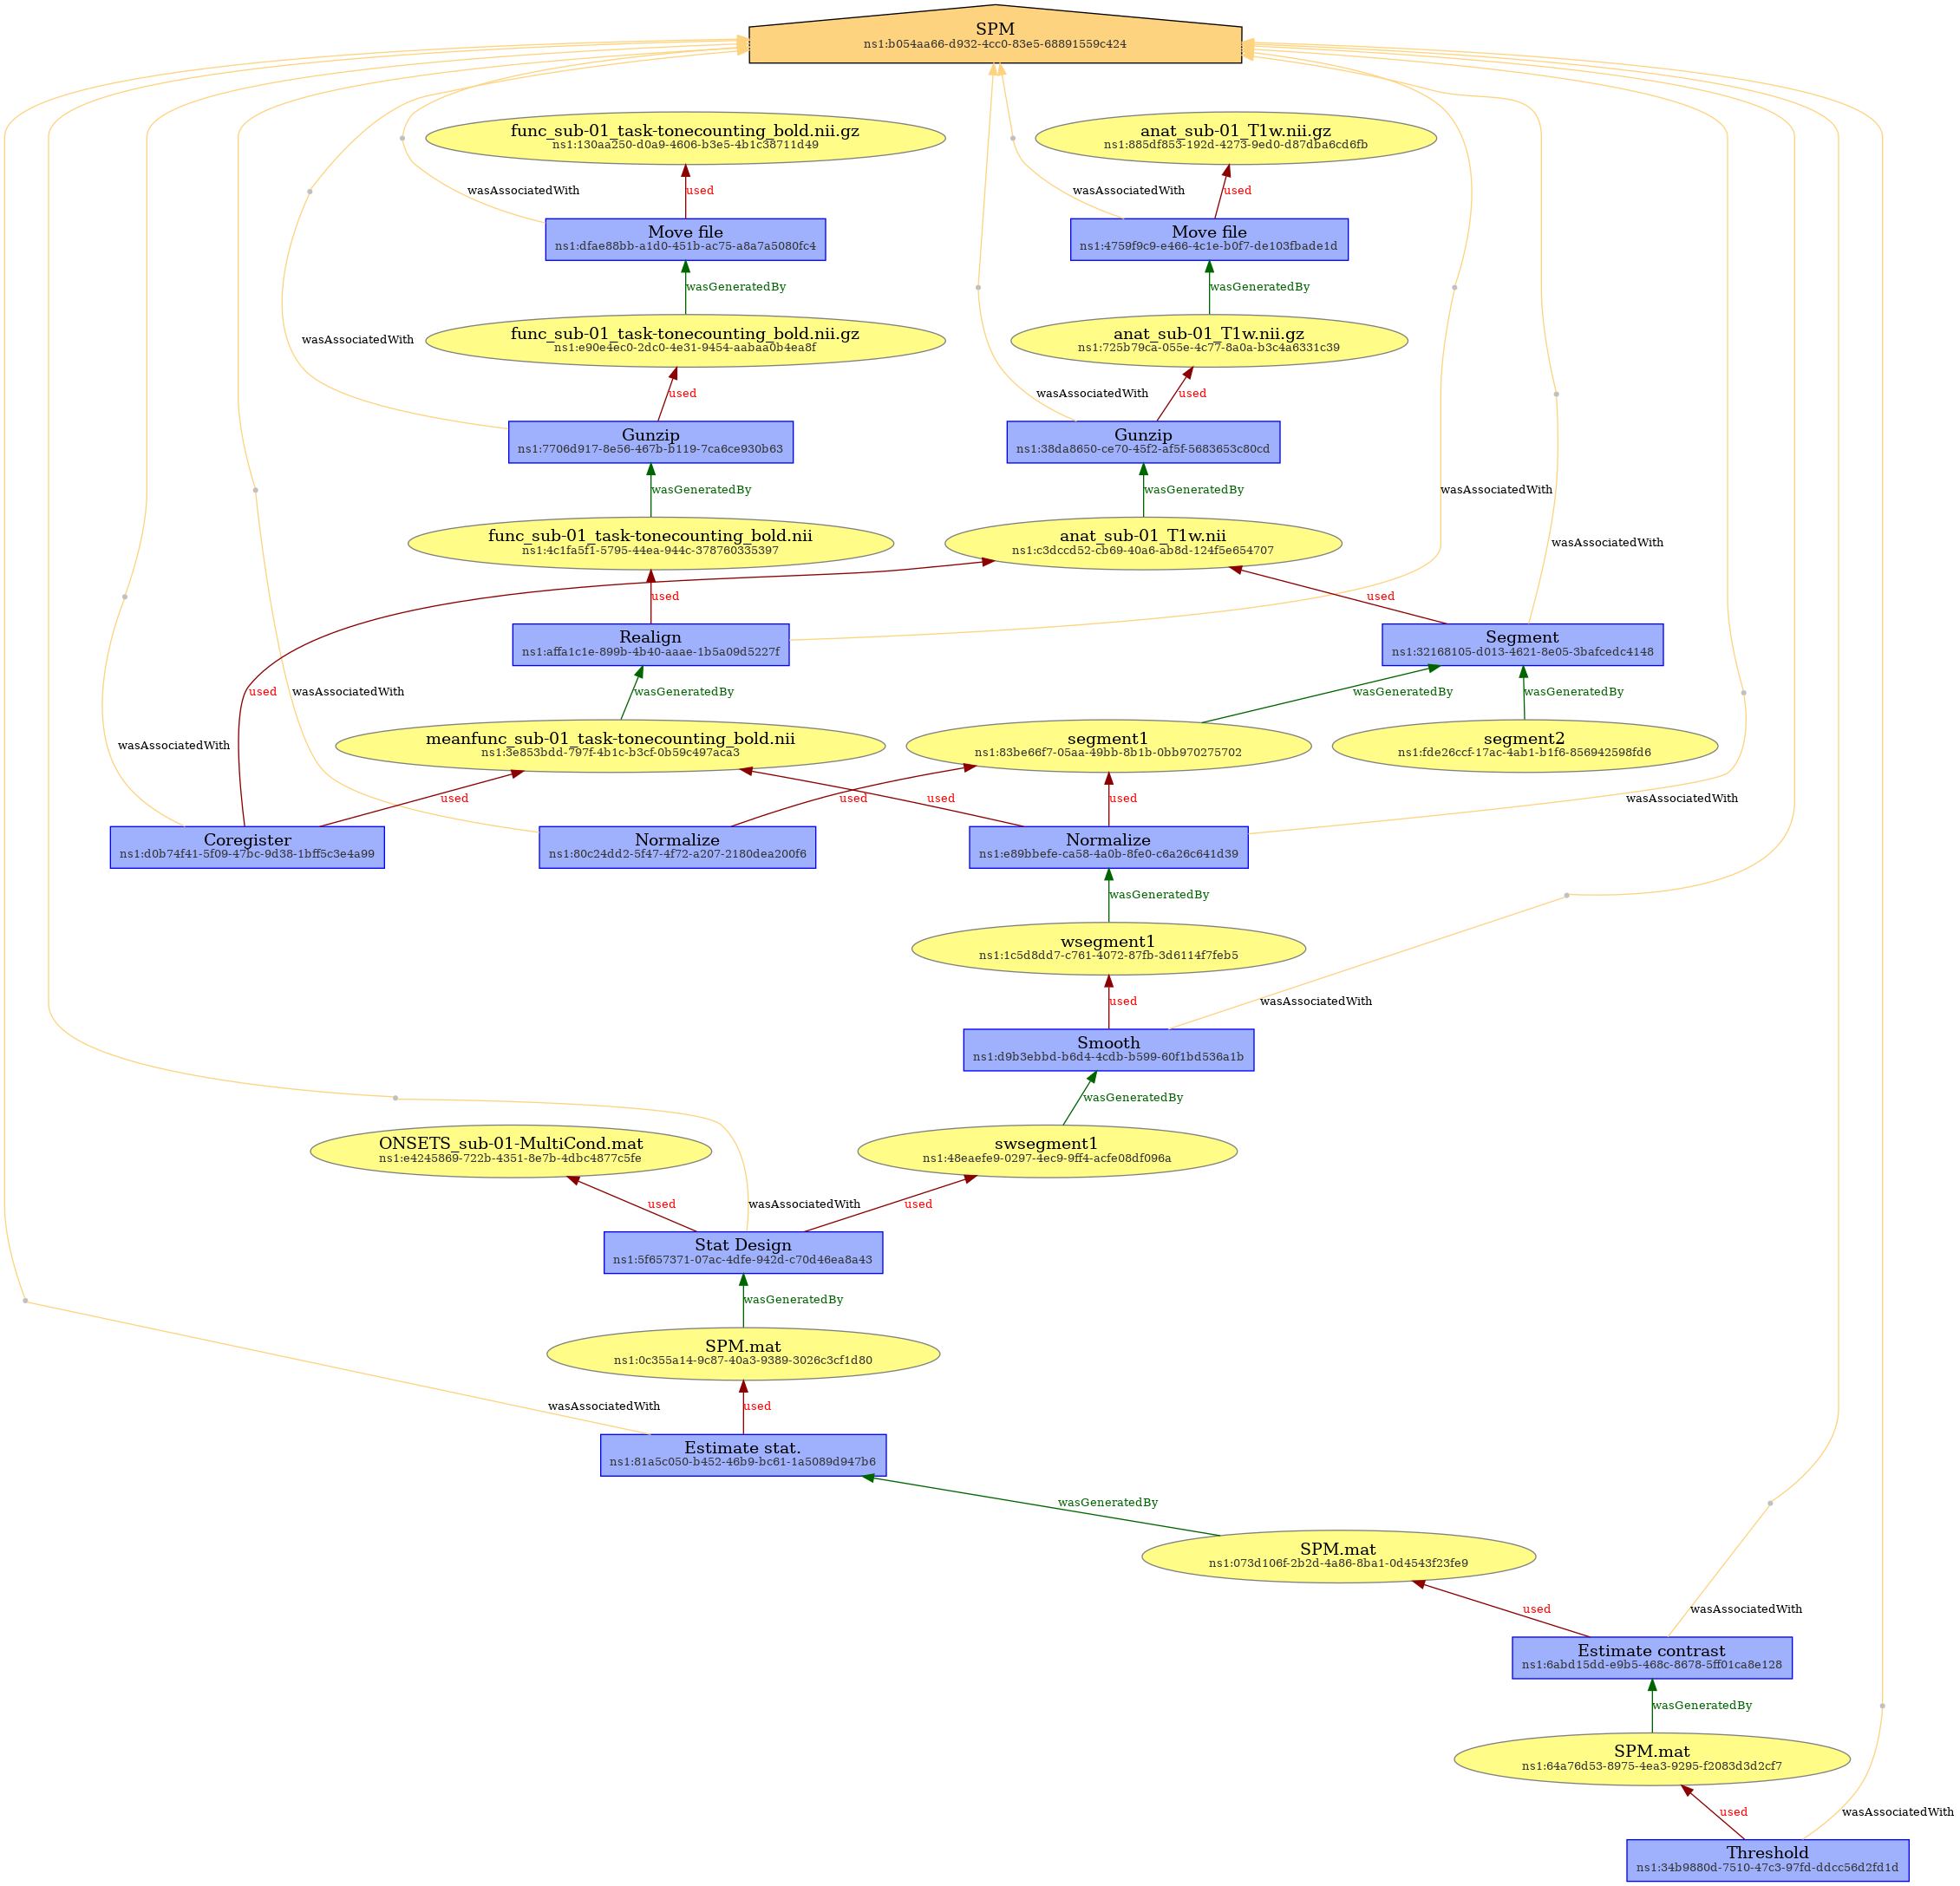 SPM
ns1:b054aa66-d932-4cc0-83e5-68891559c424
func_sub-01_task-tonecounting_bold.nii.gz
ns1:130aa250-d0a9-4606-b3e5-4b1c38711d49
anat_sub-01_T1w.nii.gz
ns1:885df853-192d-4273-9ed0-d87dba6cd6fb
wasAssociatedWith
used
wasAssociatedWith
used
Move file
ns1:dfae88bb-a1d0-451b-ac75-a8a7a5080fc4
Move file
ns1:4759f9c9-e466-4c1e-b0f7-de103fbade1d
wasGeneratedBy
wasGeneratedBy
wasAssociatedWith
func_sub-01_task-tonecounting_bold.nii.gz
ns1:e90e4ec0-2dc0-4e31-9454-aabaa0b4ea8f
anat_sub-01_T1w.nii.gz
ns1:725b79ca-055e-4c77-8a0a-b3c4a6331c39
used
wasAssociatedWith
used
Gunzip
ns1:7706d917-8e56-467b-b119-7ca6ce930b63
Gunzip
ns1:38da8650-ce70-45f2-af5f-5683653c80cd
wasGeneratedBy
wasGeneratedBy
wasAssociatedWith
func_sub-01_task-tonecounting_bold.nii
ns1:4c1fa5f1-5795-44ea-944c-378760335397
anat_sub-01_T1w.nii
ns1:c3dccd52-cb69-40a6-ab8d-124f5e654707
wasAssociatedWith
used
used
Realign
ns1:affa1c1e-899b-4b40-aaae-1b5a09d5227f
Segment
ns1:32168105-d013-4621-8e05-3bafcedc4148
used
wasAssociatedWith
wasGeneratedBy
wasGeneratedBy
wasGeneratedBy
wasAssociatedWith
meanfunc_sub-01_task-tonecounting_bold.nii
ns1:3e853bdd-797f-4b1c-b3cf-0b59c497aca3
segment1
ns1:83be66f7-05aa-49bb-8b1b-0bb970275702
segment2
ns1:fde26ccf-17ac-4ab1-b1f6-856942598fd6
used
used
used
used
wasAssociatedWith
Coregister
ns1:d0b74f41-5f09-47bc-9d38-1bff5c3e4a99
Normalize
ns1:80c24dd2-5f47-4f72-a207-2180dea200f6
Normalize
ns1:e89bbefe-ca58-4a0b-8fe0-c6a26c641d39
wasGeneratedBy
wsegment1
ns1:1c5d8dd7-c761-4072-87fb-3d6114f7feb5
used
wasAssociatedWith
Smooth
ns1:d9b3ebbd-b6d4-4cdb-b599-60f1bd536a1b
wasGeneratedBy
ONSETS_sub-01-MultiCond.mat
ns1:e4245869-722b-4351-8e7b-4dbc4877c5fe
swsegment1
ns1:48eaefe9-0297-4ec9-9ff4-acfe08df096a
used
wasAssociatedWith
used
Stat Design
ns1:5f657371-07ac-4dfe-942d-c70d46ea8a43
wasGeneratedBy
SPM.mat
ns1:0c355a14-9c87-40a3-9389-3026c3cf1d80
wasAssociatedWith
used
Estimate stat.
ns1:81a5c050-b452-46b9-bc61-1a5089d947b6
wasGeneratedBy
SPM.mat
ns1:073d106f-2b2d-4a86-8ba1-0d4543f23fe9
used
wasAssociatedWith
Estimate contrast
ns1:6abd15dd-e9b5-468c-8678-5ff01ca8e128
wasGeneratedBy
SPM.mat
ns1:64a76d53-8975-4ea3-9295-f2083d3d2cf7
used
wasAssociatedWith
Threshold
ns1:34b9880d-7510-47c3-97fd-ddcc56d2fd1d